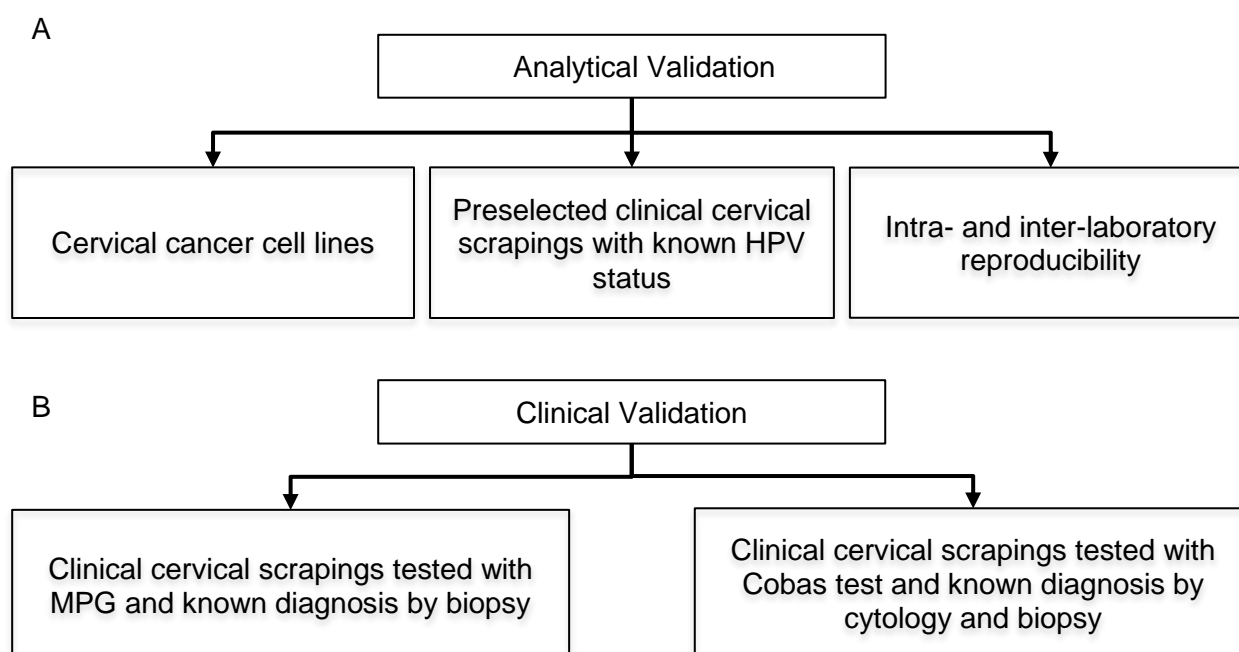 A
Analytical Validation
Cervical cancer cell lines
Preselected clinical cervical
scrapings with known HPV
status
Intra- and inter-laboratory
reproducibility
B
Clinical Validation
Clinical cervical scrapings tested with
MPG and known diagnosis by biopsy
Clinical cervical scrapings tested with
Cobas test and known diagnosis by
cytology and biopsy